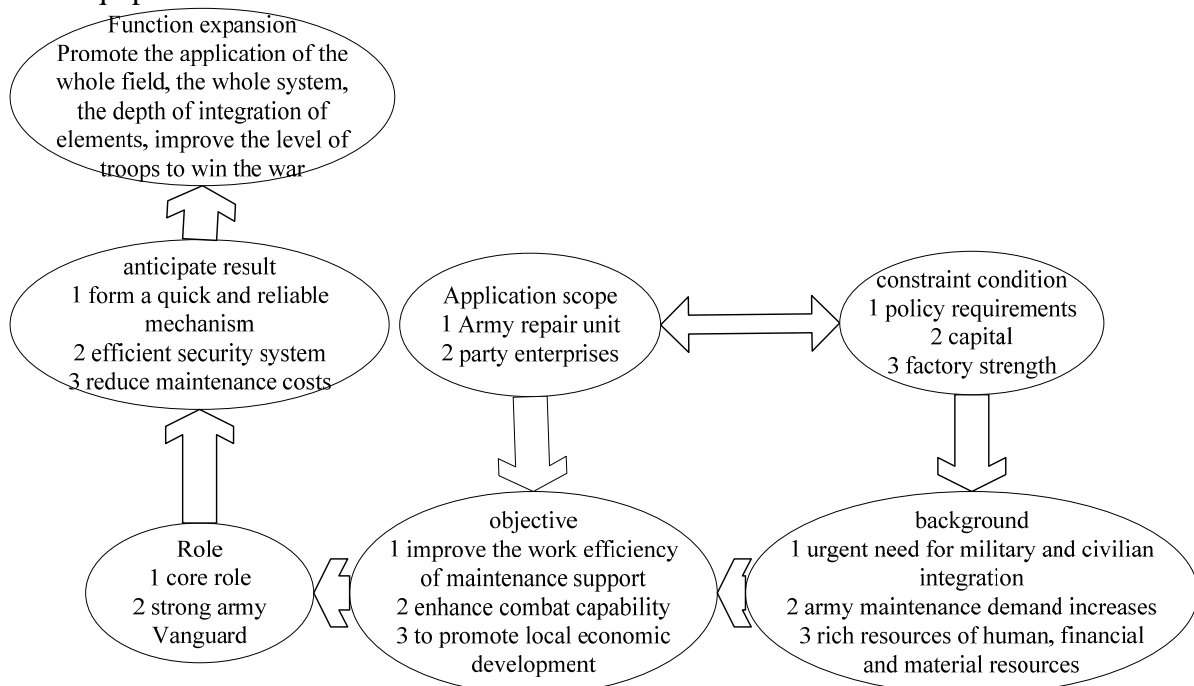 Function expansion
Promote the application of the
whole field, the whole system,
the depth of integration of
elements, improve the level of
troops to win the war
anticipate result
1 form a quick and reliable
mechanism
2 efficient security system
3 reduce maintenance costs
Application scope
1 Army repair unit
2 party enterprises
constraint condition
1 policy requirements
2 capital
3 factory strength
Role
1 core role
2 strong army
Vanguard
objective
1 improve the work efficiency
of maintenance support
2 enhance combat capability
3 to promote local economic
development
background
1 urgent need for military and civilian
integration
2 army maintenance demand increases
3 rich resources of human, financial
and material resources